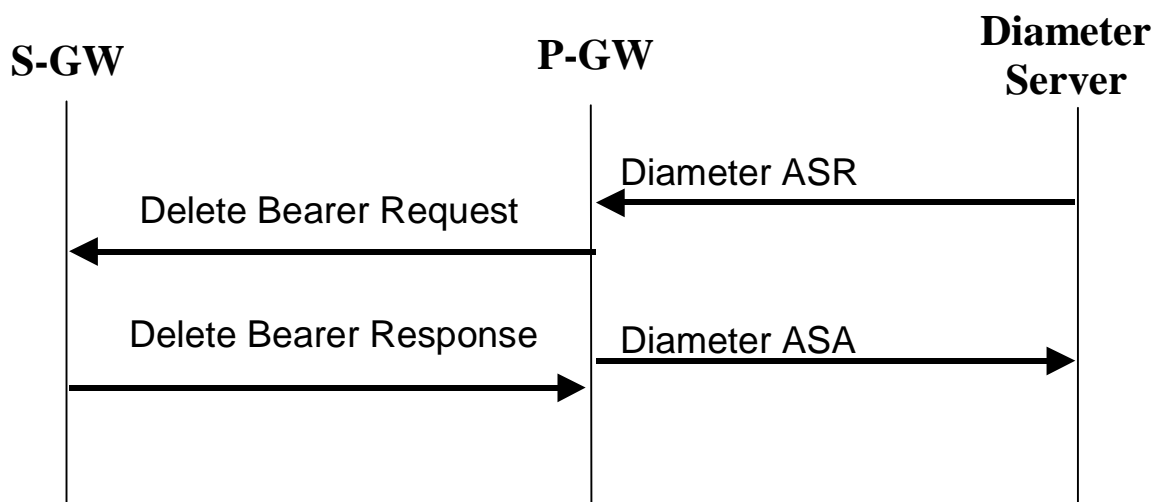 S-GW
P-GW
Diameter
Server
Diameter ASR
Delete Bearer Request
Delete Bearer Response
Diameter ASA